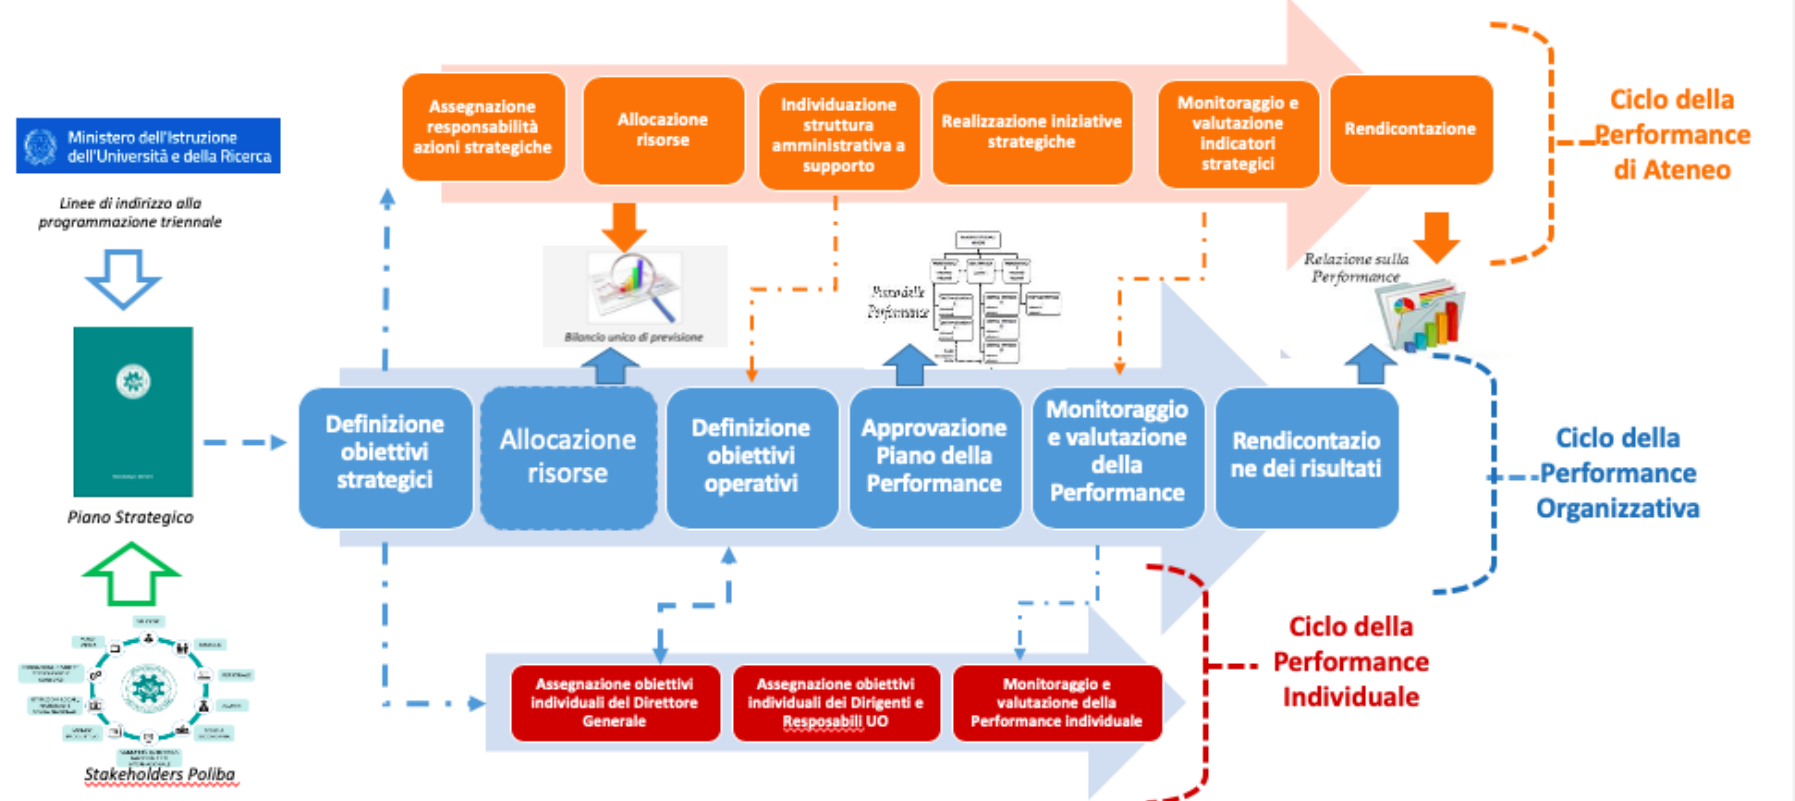 Assegnazione
responsabilità
azioni strategiche
Allocazione
risorse
Individuazione
struttura
amministrativa a
supporto
Realizzazione iniziative
strategiche
Monitoraggio e
valutazione
indicatori
strategici
Rendicontazione
Ciclo della
Performance
di Ateneo
Ministero dell'Istruzione
dell'Università e della Ricerca
Linee di indirizzo alla
programmazione triennale
Bilancio unico di previsione
Piano delle
Performance
Relazione sulla
Performance
Definizione
obiettivi
strategici
Allocazione
risorse
Definizione
obiettivi
operativi
Approvazione
Piano della
Performance
Monitoraggio
e valutazione
della
Performance
Rendicontazio
ne dei risultati
Ciclo della
Performance
Organizzativa
Piano Strategico
Assegnazione obiettivi
individuali del Direttore
Generale
Assegnazione obiettivi
individuali dei Dirigenti e
Resposabili UO
Monitoraggio e
valutazione della
Performance individuale
Ciclo della
Performance
Individuale
Stakeholders Poliba